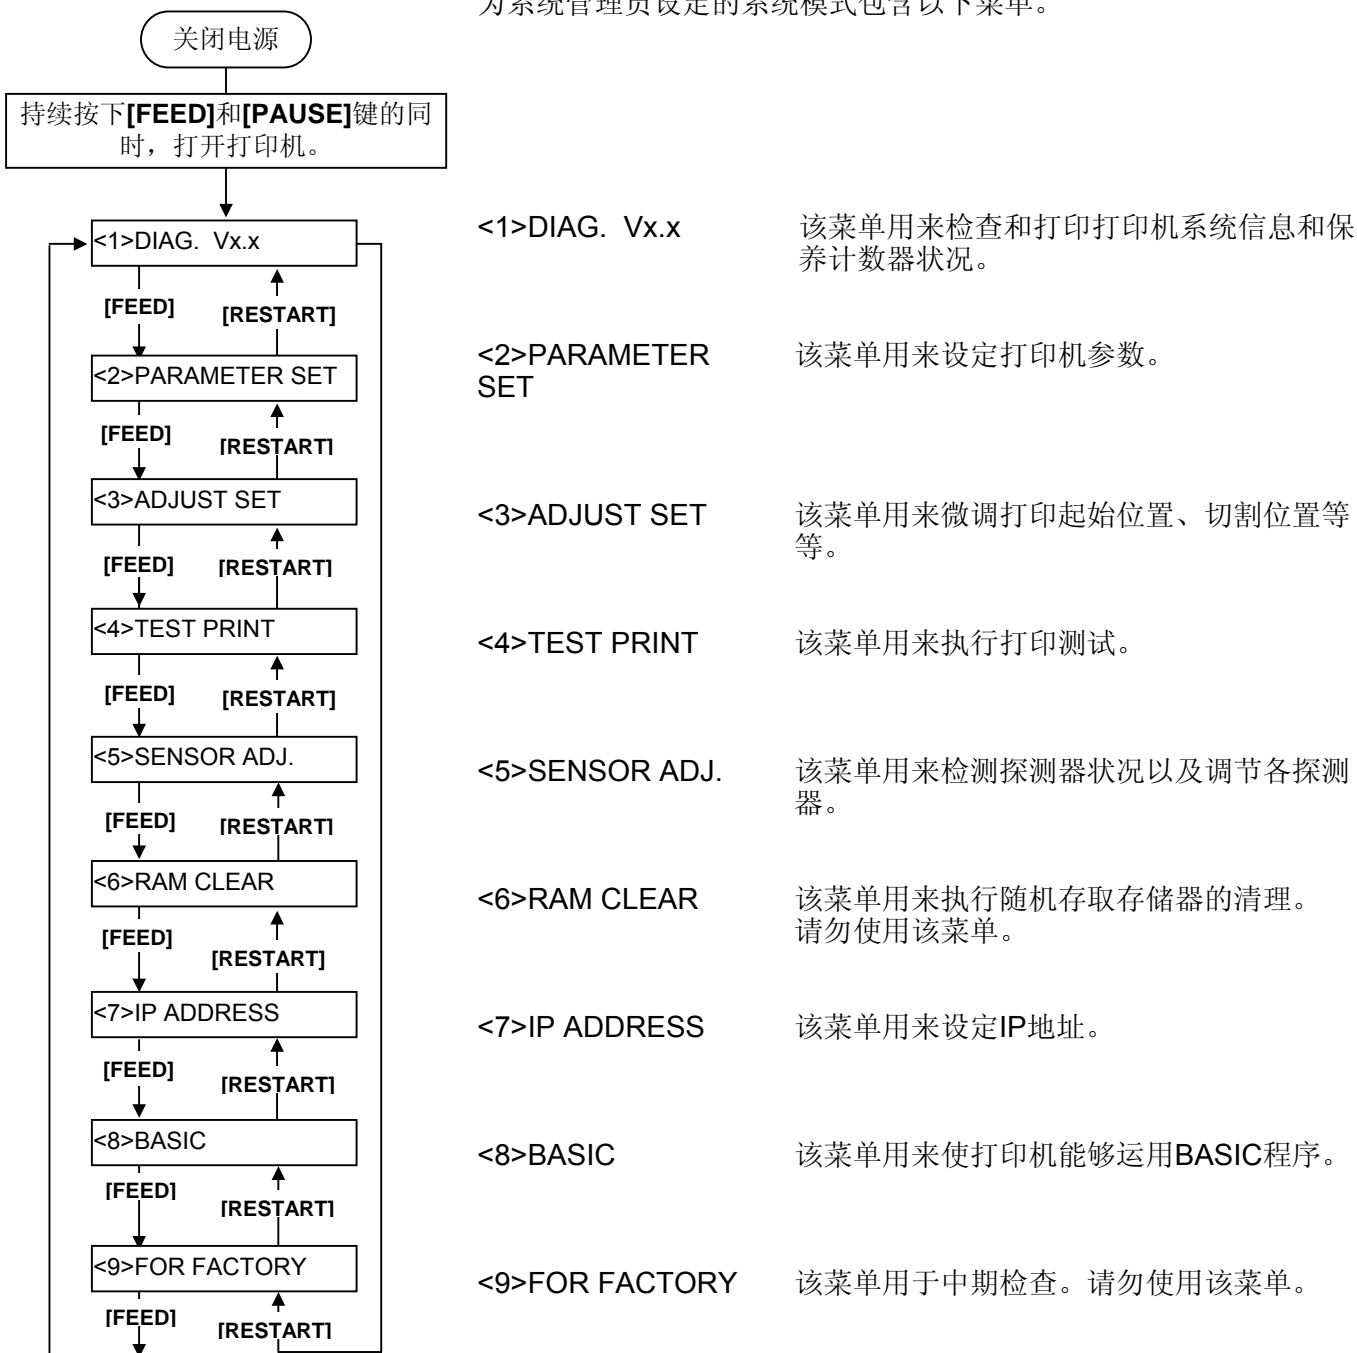 为系统管理员设定的系统模式包含以下菜单。
关闭电源
持续按下[FEED]和[PAUSE]键的同
时，打开打印机。
<1>DIAG. Vx.x
[FEED]
[RESTART]
<2>PARAMETER SET
[FEED]
[RESTART]
<3>ADJUST SET
[FEED]
[RESTART]
<4>TEST PRINT
[FEED]
[RESTART]
<5>SENSOR ADJ.
[FEED]
[RESTART]
<6>RAM CLEAR
[FEED]
[RESTART]
<7>IP ADDRESS
[FEED]
[RESTART]
<8>BASIC
[FEED]
[RESTART]
<9>FOR FACTORY
[FEED]
[RESTART]
<1>DIAG. Vx.x 该菜单用来检查和打印打印机系统信息和保
养计数器状况。
<2>PARAMETER 该菜单用来设定打印机参数。
SET
<3>ADJUST SET 该菜单用来微调打印起始位置、切割位置等
等。
<4>TEST PRINT 该菜单用来执行打印测试。
<5>SENSOR ADJ. 该菜单用来检测探测器状况以及调节各探测
器。
<6>RAM CLEAR 该菜单用来执行随机存取存储器的清理。
请勿使用该菜单。
<7>IP ADDRESS 该菜单用来设定IP地址。
<8>BASIC 该菜单用来使打印机能够运用BASIC程序。
<9>FOR FACTORY 该菜单用于中期检查。请勿使用该菜单。